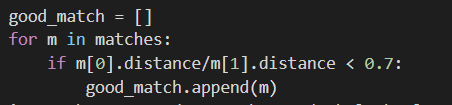 good_match = []
for m in matches:
    if m[0].distance/m[1].distance < 0.7:
        good_match.append(m)